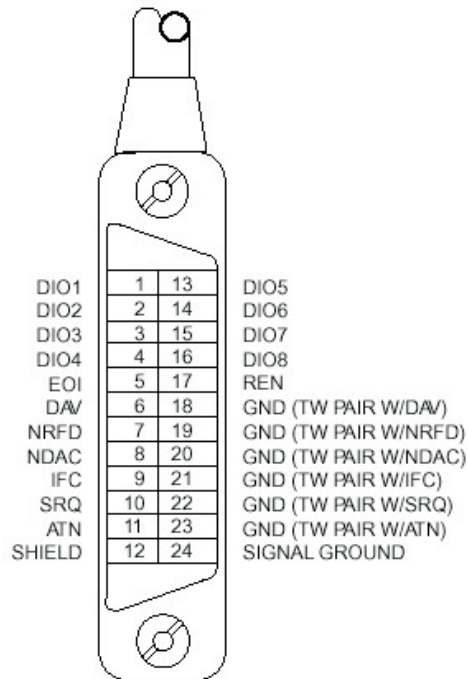 DIO1 1 13 DIO5
DIO2 2 14 DIO6
DIO3 3 15 DIO7
DIO4 4 16 DIO8
EOI 5 17 REN
DAV 6 18 GND (TW PAIR W/DAV)
NRFD 7 19 GND (TW PAIR W/NRFD)
NDAC 8 20 GND (TW PAIR W/NDAC)
IFC 9 21 GND (TW PAIR W/IFC)
SRQ 10 22 GND (TW PAIR W/SRQ)
ATN 11 23 GND (TW PAIR W/ATN)
SHIELD 12 24 SIGNAL GROUND